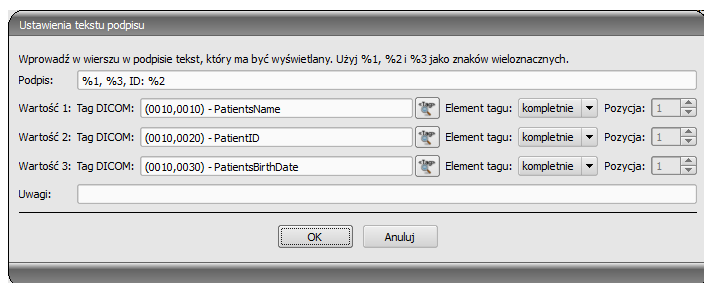 Ustawienia tekstu podpisu
Wprowadź w wierszu w podpisie tekst, który ma być wyświetlany. Użyj %1, %2 i %3 jako znaków wieloznacznych.
Podpis: %1, %3, ID: %2
Wartość 1: Tag DICOM: (0010,0010) - PatientsName <Tag> Element tagu: kompletnie Pozycja: 1
Wartość 2: Tag DICOM: (0010,0020) - PatientID <Tag> Element tagu: kompletnie Pozycja: 1
Wartość 3: Tag DICOM: (0010,0030) - PatientsBirthDate <Tag> Element tagu: kompletnie Pozycja: 1
Uwagi:
OK Anuluj